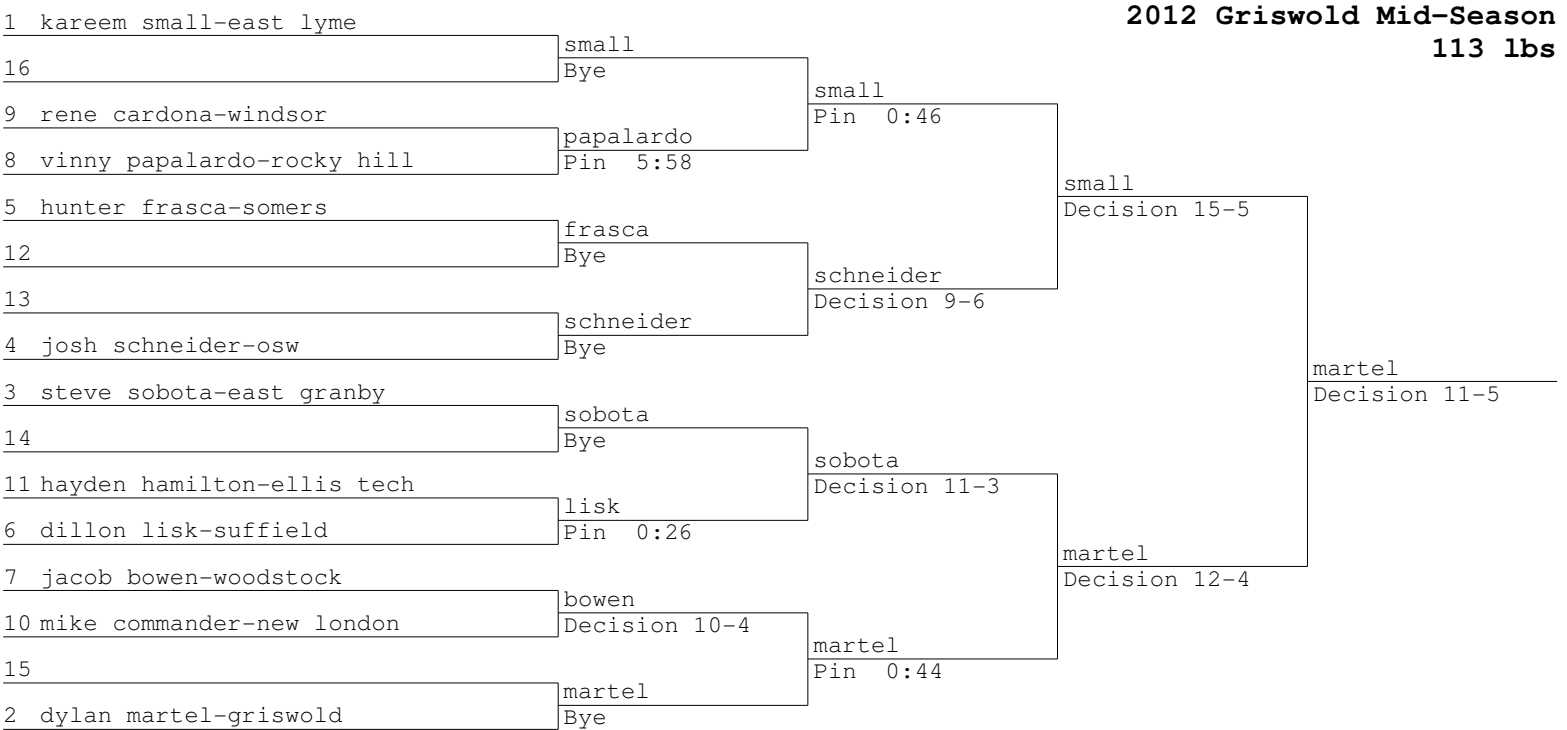 2012 Griswold Mid-Season
113 lbs
1 kareem small-east lyme
16
9 rene cardona-windsor
8 vinny papalardo-rocky hill
5 hunter frasca-somers
12
13
4 josh schneider-osw
3 steve sobota-east granby
14
11 hayden hamilton-ellis tech
6 dillon lisk-suffield
7 jacob bowen-woodstock
10 mike commander-new london
15
2 dylan martel-griswold
small
Bye
papalardo
Pin 5:58
frasca
Bye
schneider
Bye
sobota
Bye
lisk
Pin 0:26
bowen
Decision 10-4
martel
Bye
small
Pin 0:46
schneider
Decision 9-6
sobota
Decision 11-3
martel
Pin 0:44
small
Decision 15-5
martel
Decision 12-4
martel
Decision 11-5